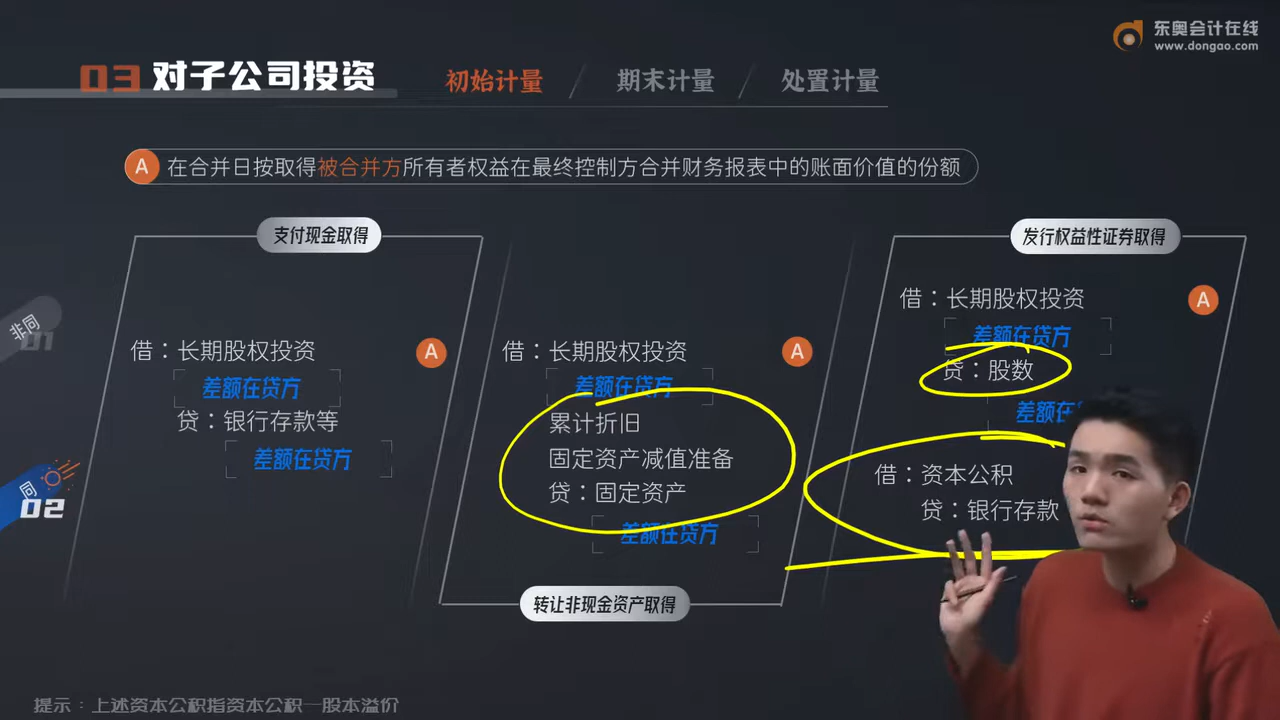 东奥会计在线
www.dongao.com
03 对子公司投资
初始计量 / 期末计量 / 处置计量
A 在合并日按取得被合并方所有者权益在最终控制方合并财务报表中的账面价值的份额
非同
01
同
02
支付现金取得
借：长期股权投资 A
差额在贷方
贷：银行存款等
差额在贷方
借：长期股权投资 A
差额在贷方
累计折旧
固定资产减值准备
贷：固定资产
差额在贷方
转让非现金资产取得
发行权益性证券取得
借：长期股权投资 A
差额在贷方
贷：股数
差额在
借：资本公积
贷：银行存款
提示：上述资本公积指资本公积—股本溢价